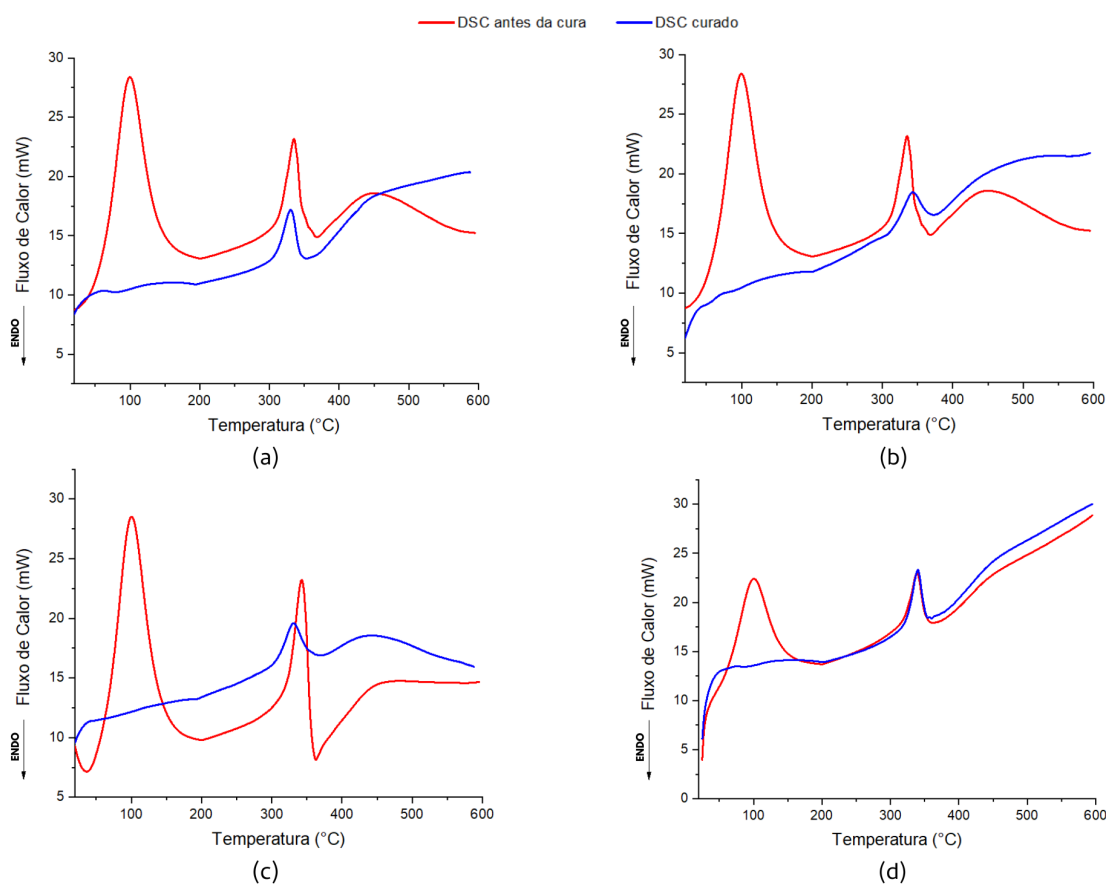 DSC antes da cura DSC curado
30
25
20
15
10
5
Fluxo de Calor (mW)
ENDO
100 200 300 400 500 600
Temperatura (°C)
(a)
30
25
20
15
10
5
Fluxo de Calor (mW)
ENDO
100 200 300 400 500 600
Temperatura (°C)
(b)
30
25
20
15
10
5
Fluxo de Calor (mW)
ENDO
100 200 300 400 500 600
Temperatura (°C)
(c)
30
25
20
15
10
5
0
Fluxo de Calor (mW)
ENDO
100 200 300 400 500 600
Temperatura (°C)
(d)